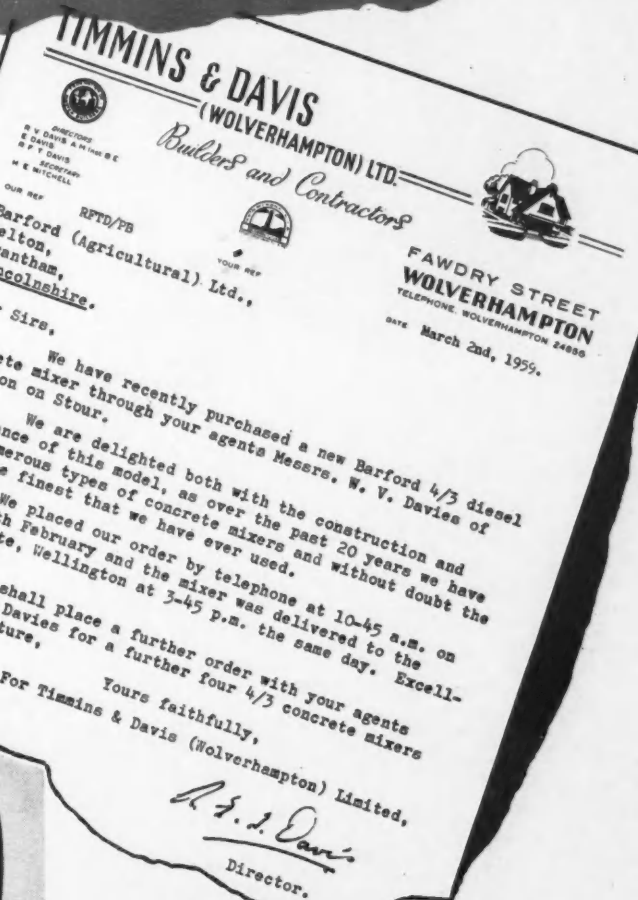 TIMMINS & DAVIS
(WOLVERHAMPTON) LTD.
Builders and Contractors
DIRECTORS
R V DAVIS A.M.I.
E DAVIS
R F T DAVIS
SECRETARY
H E MITCHELL
OUR REF
RFTD/PB
YOUR REF
FAWDRY STREET
WOLVERHAMPTON
TELEPHONE, WOLVERHAMPTON 24856
DATE March 2nd, 1959.
Barford (Agricultural) Ltd.,
elton,
antham,
ncolnshire.
Sirs,
We have recently purchased a new Barford 4/3 diesel
ete mixer through your agents Messrs. W. V. Davies of
on on Stour.
We are delighted both with the construction and
nce of this model, as over the past 20 years we have
merous types of concrete mixers and without doubt the
e finest that we have ever used.
We placed our order by telephone at 10-45 a.m. on
h February and the mixer was delivered to the
te, Wellington at 3-45 p.m. the same day. Excell-
shall place a further order with your agents
Davies for a further four 4/3 concrete mixers
ture,
Yours faithfully,
For Timmins & Davis (Wolverhampton) Limited,
Davis
Director.